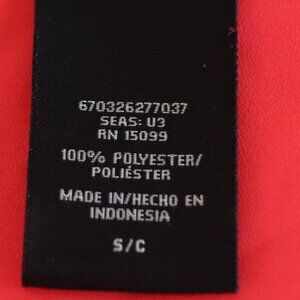 670326277037
SEAS: U3
RN 15099
100% POLYESTER/
POLIÉSTER
MADE IN/HECHO EN
INDONESIA
S/C